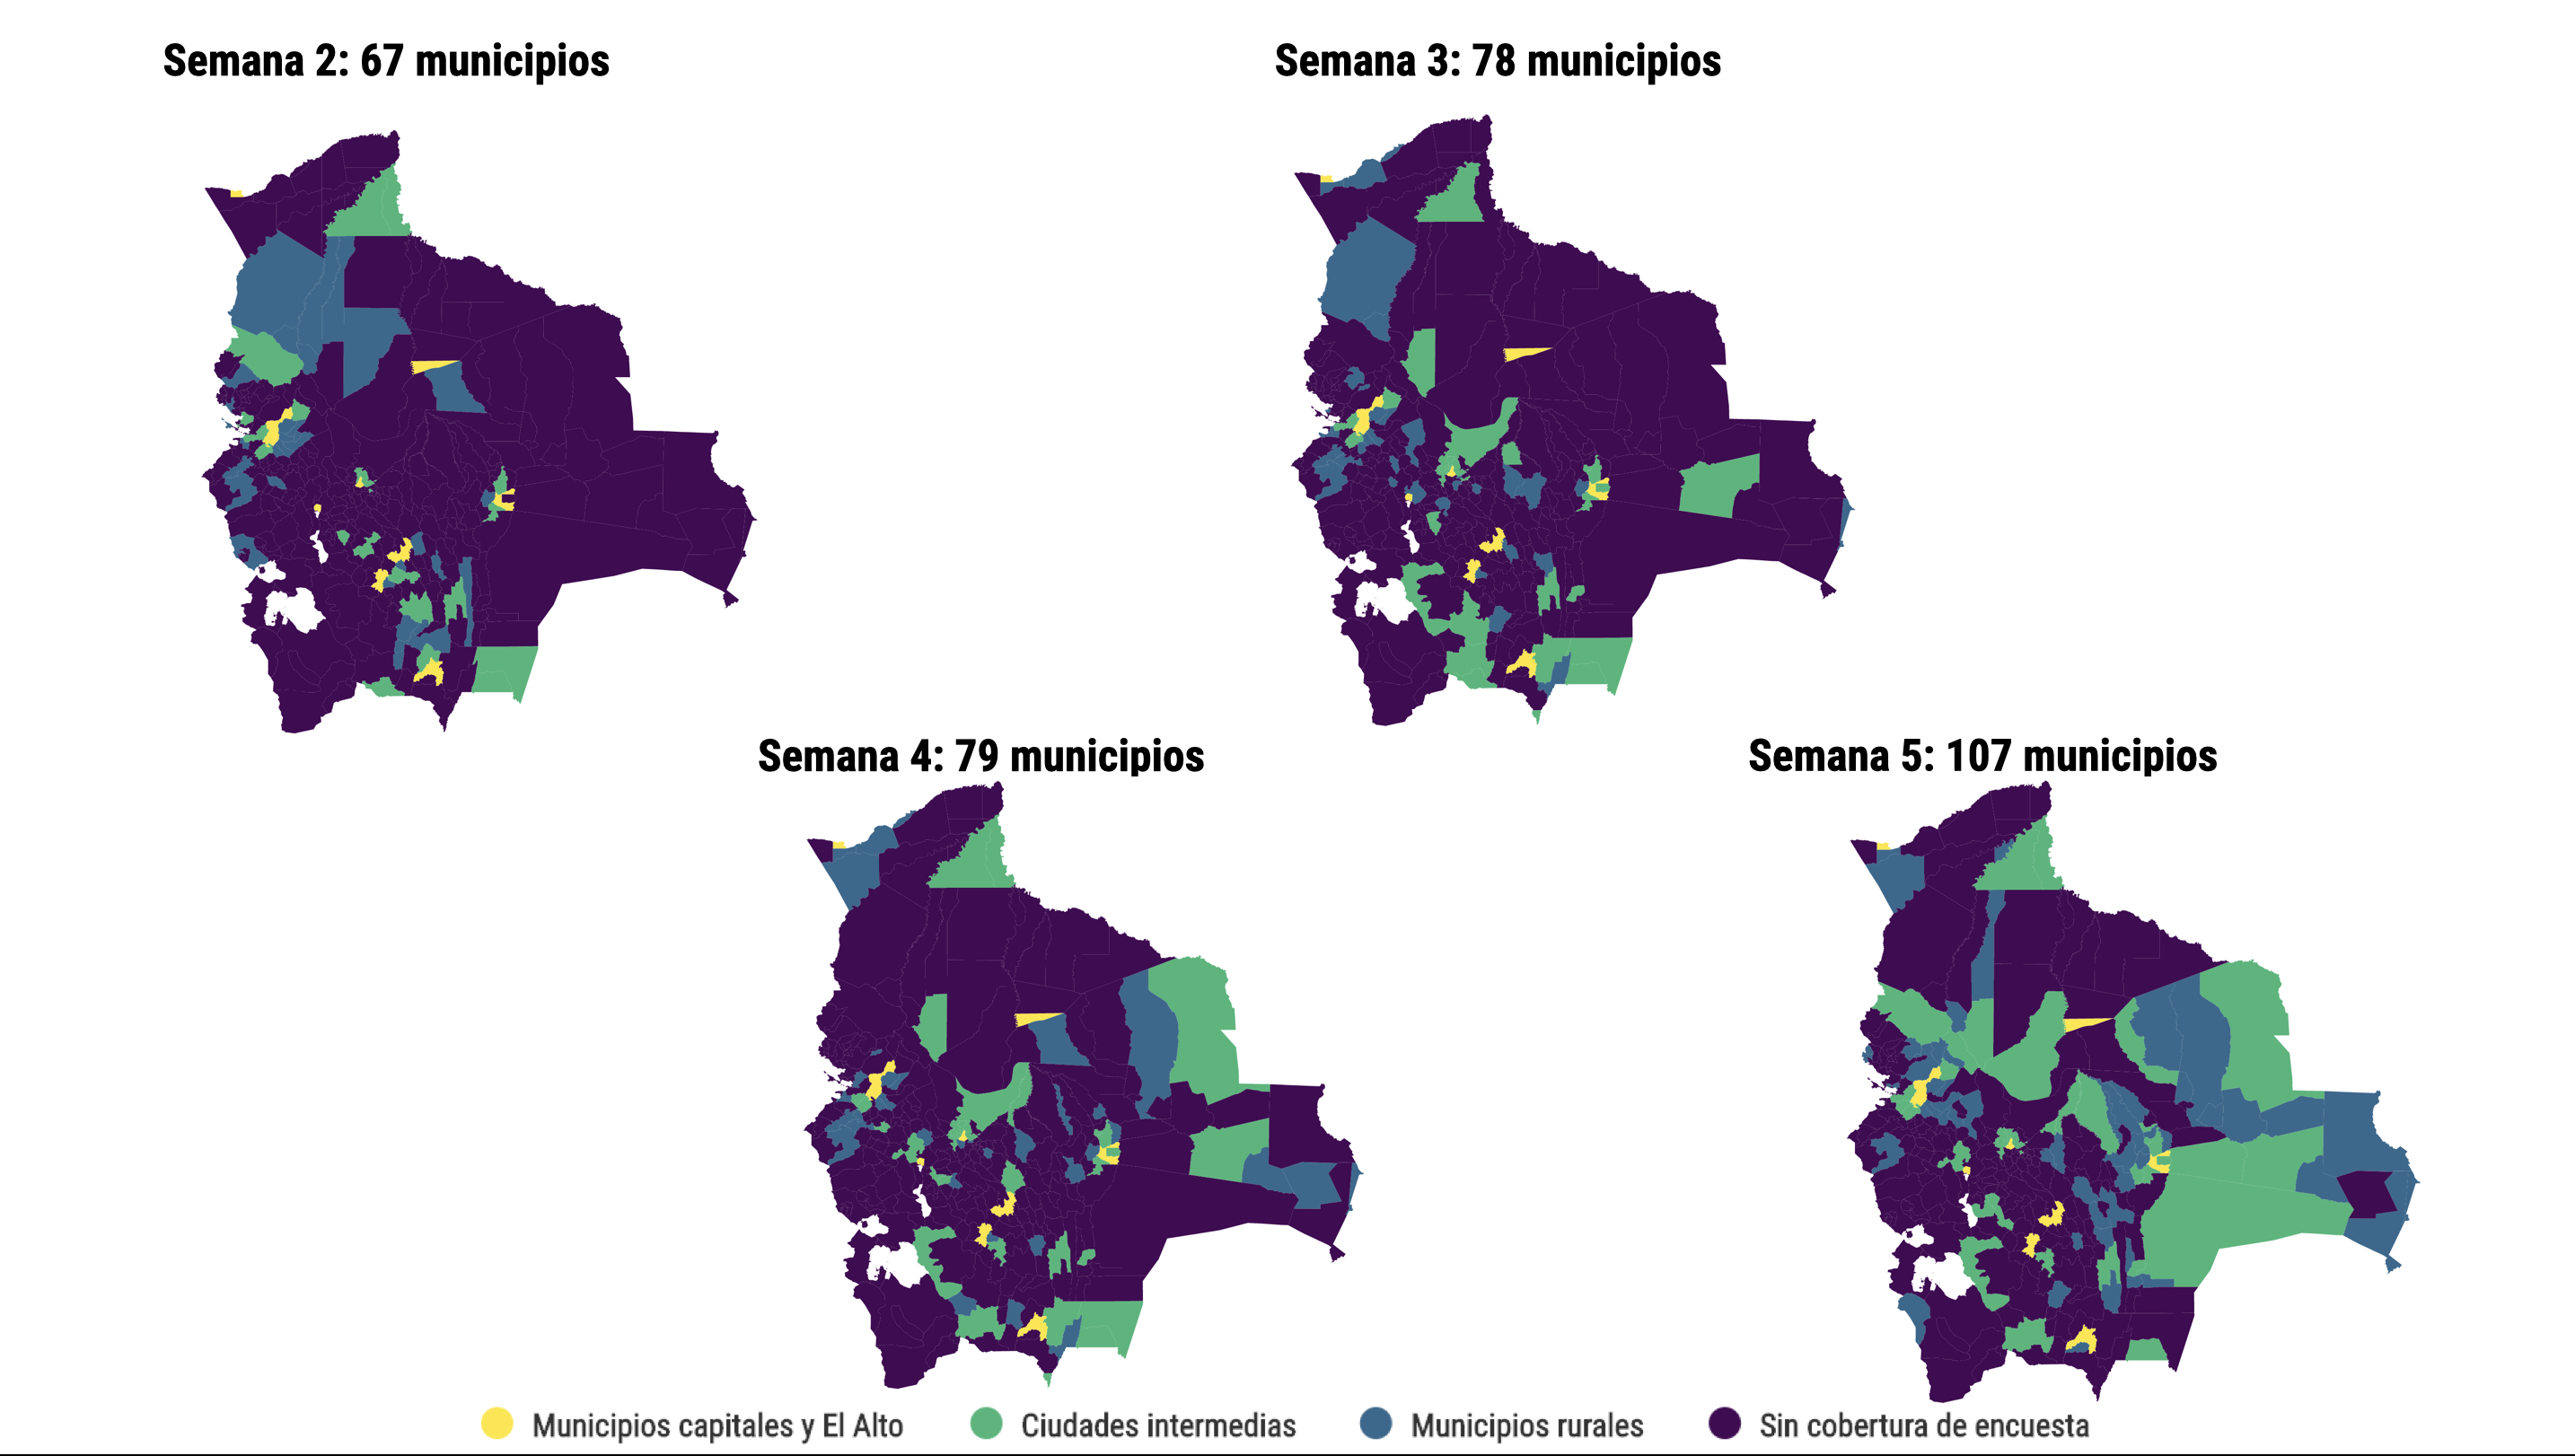 Semana 2: 67 municipios
Semana 3: 78 municipios
Semana 4: 79 municipios
Semana 5: 107 municipios
Municipios capitales y El Alto
Ciudades intermedias
Municipios rurales
Sin cobertura de encuesta